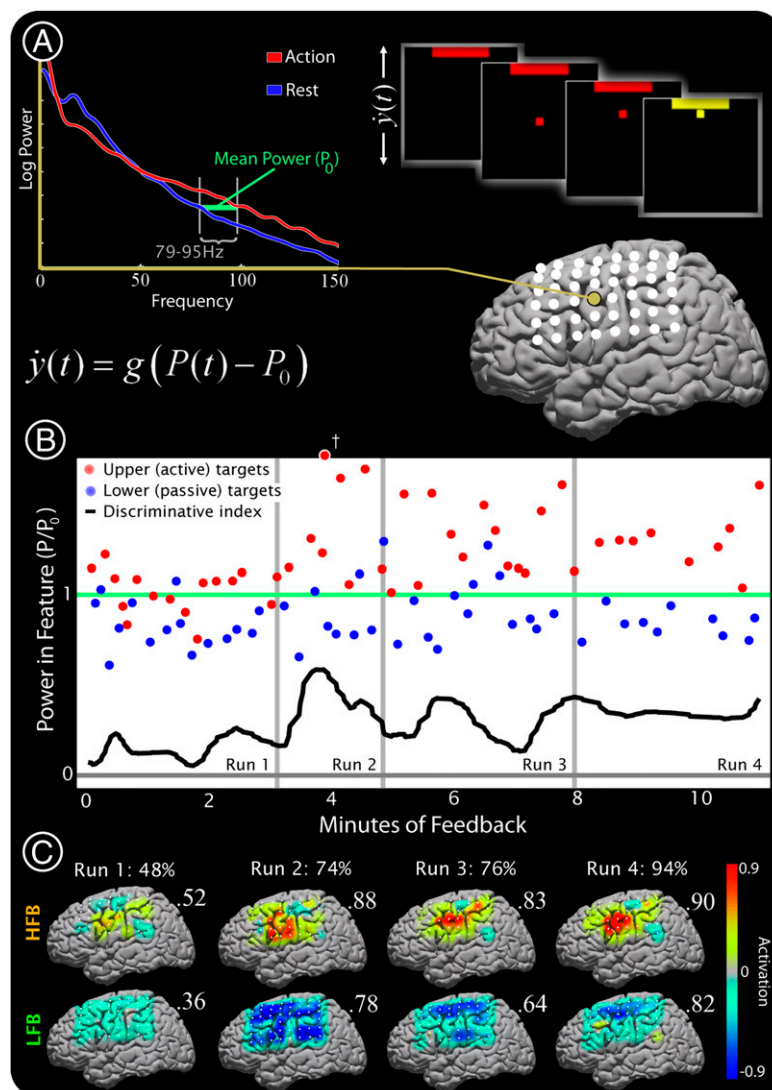 A
Action
Rest
Log Power
Mean Power (P0)
79-95Hz
50
100
150
Frequency
ẏ(t)
ẏ(t) = g(P(t) − P0)
B
†
Upper (active) targets
Lower (passive) targets
Discriminative index
Power in Feature (P/P0)
1
0
Run 1
Run 2
Run 3
Run 4
0
2
4
6
8
10
Minutes of Feedback
C
Run 1: 48%
Run 2: 74%
Run 3: 76%
Run 4: 94%
HFB
.52
.88
.83
.90
LFB
.36
.78
.64
.82
0.9
0
-0.9
Activation